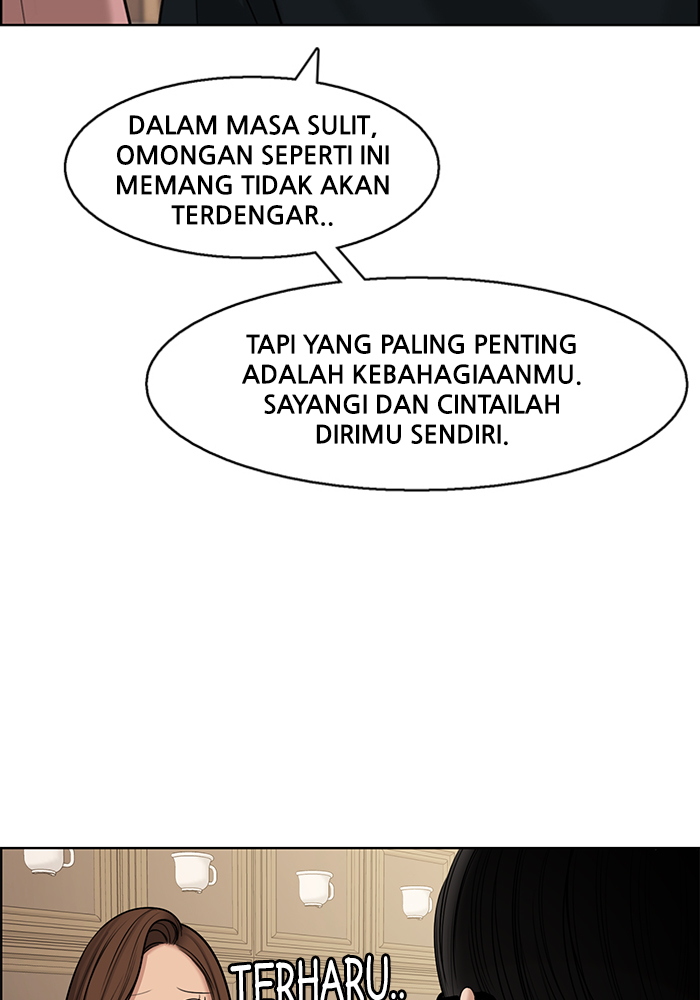 DALAM MASA SULIT,
OMONGAN SEPERTI INI
MEMANG TIDAK AKAN
TERDENGAR..
TAPI YANG PALING PENTING
ADALAH KEBAHAGIAANMU.
SAYANGI DAN CINTAILAH
DIRIMU SENDIRI.
TERHARU..